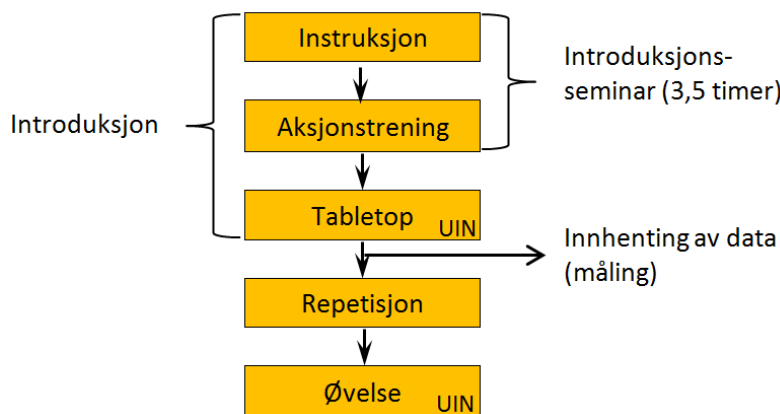 Instruksjon
Introduksjons-
seminar (3,5 timer)
Introduksjon
Aksjonstrening
Tabletop
UIN
Innhenting av data
(måling)
Repetisjon
Øvelse
UIN